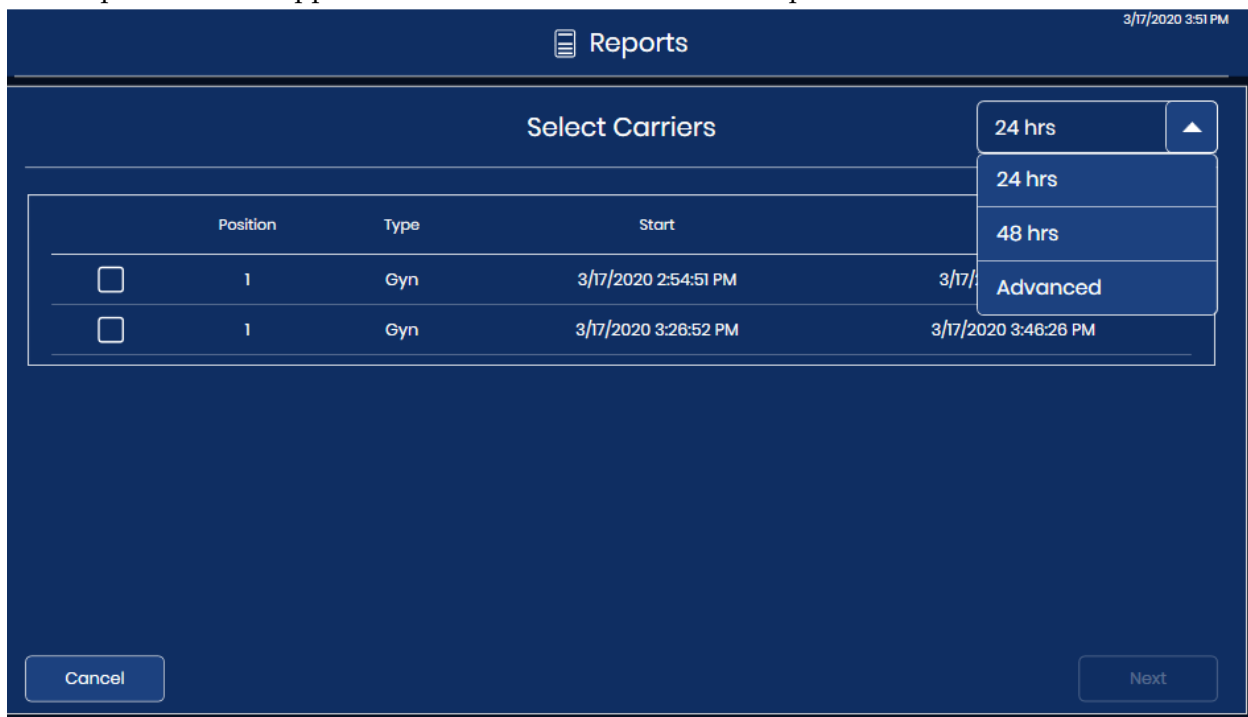 3/17/2020 3:51 PM
Reports
Select Carriers
24 hrs
24 hrs
48 hrs
Advanced
Position Type Start
1 Gyn 3/17/2020 2:54:51 PM 3/17/
1 Gyn 3/17/2020 3:26:52 PM 3/17/2020 3:46:26 PM
Cancel Next